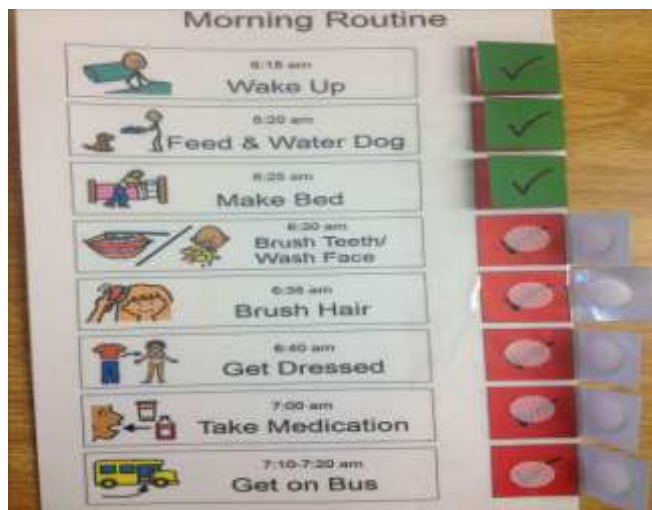 Morning Routine
6:15 am
Wake Up
6:20 am
Feed & Water Dog
6:25 am
Make Bed
6:30 am
Brush Teeth/
Wash Face
6:35 am
Brush Hair
6:40 am
Get Dressed
7:00 am
Take Medication
7:10-7:20 am
Get on Bus